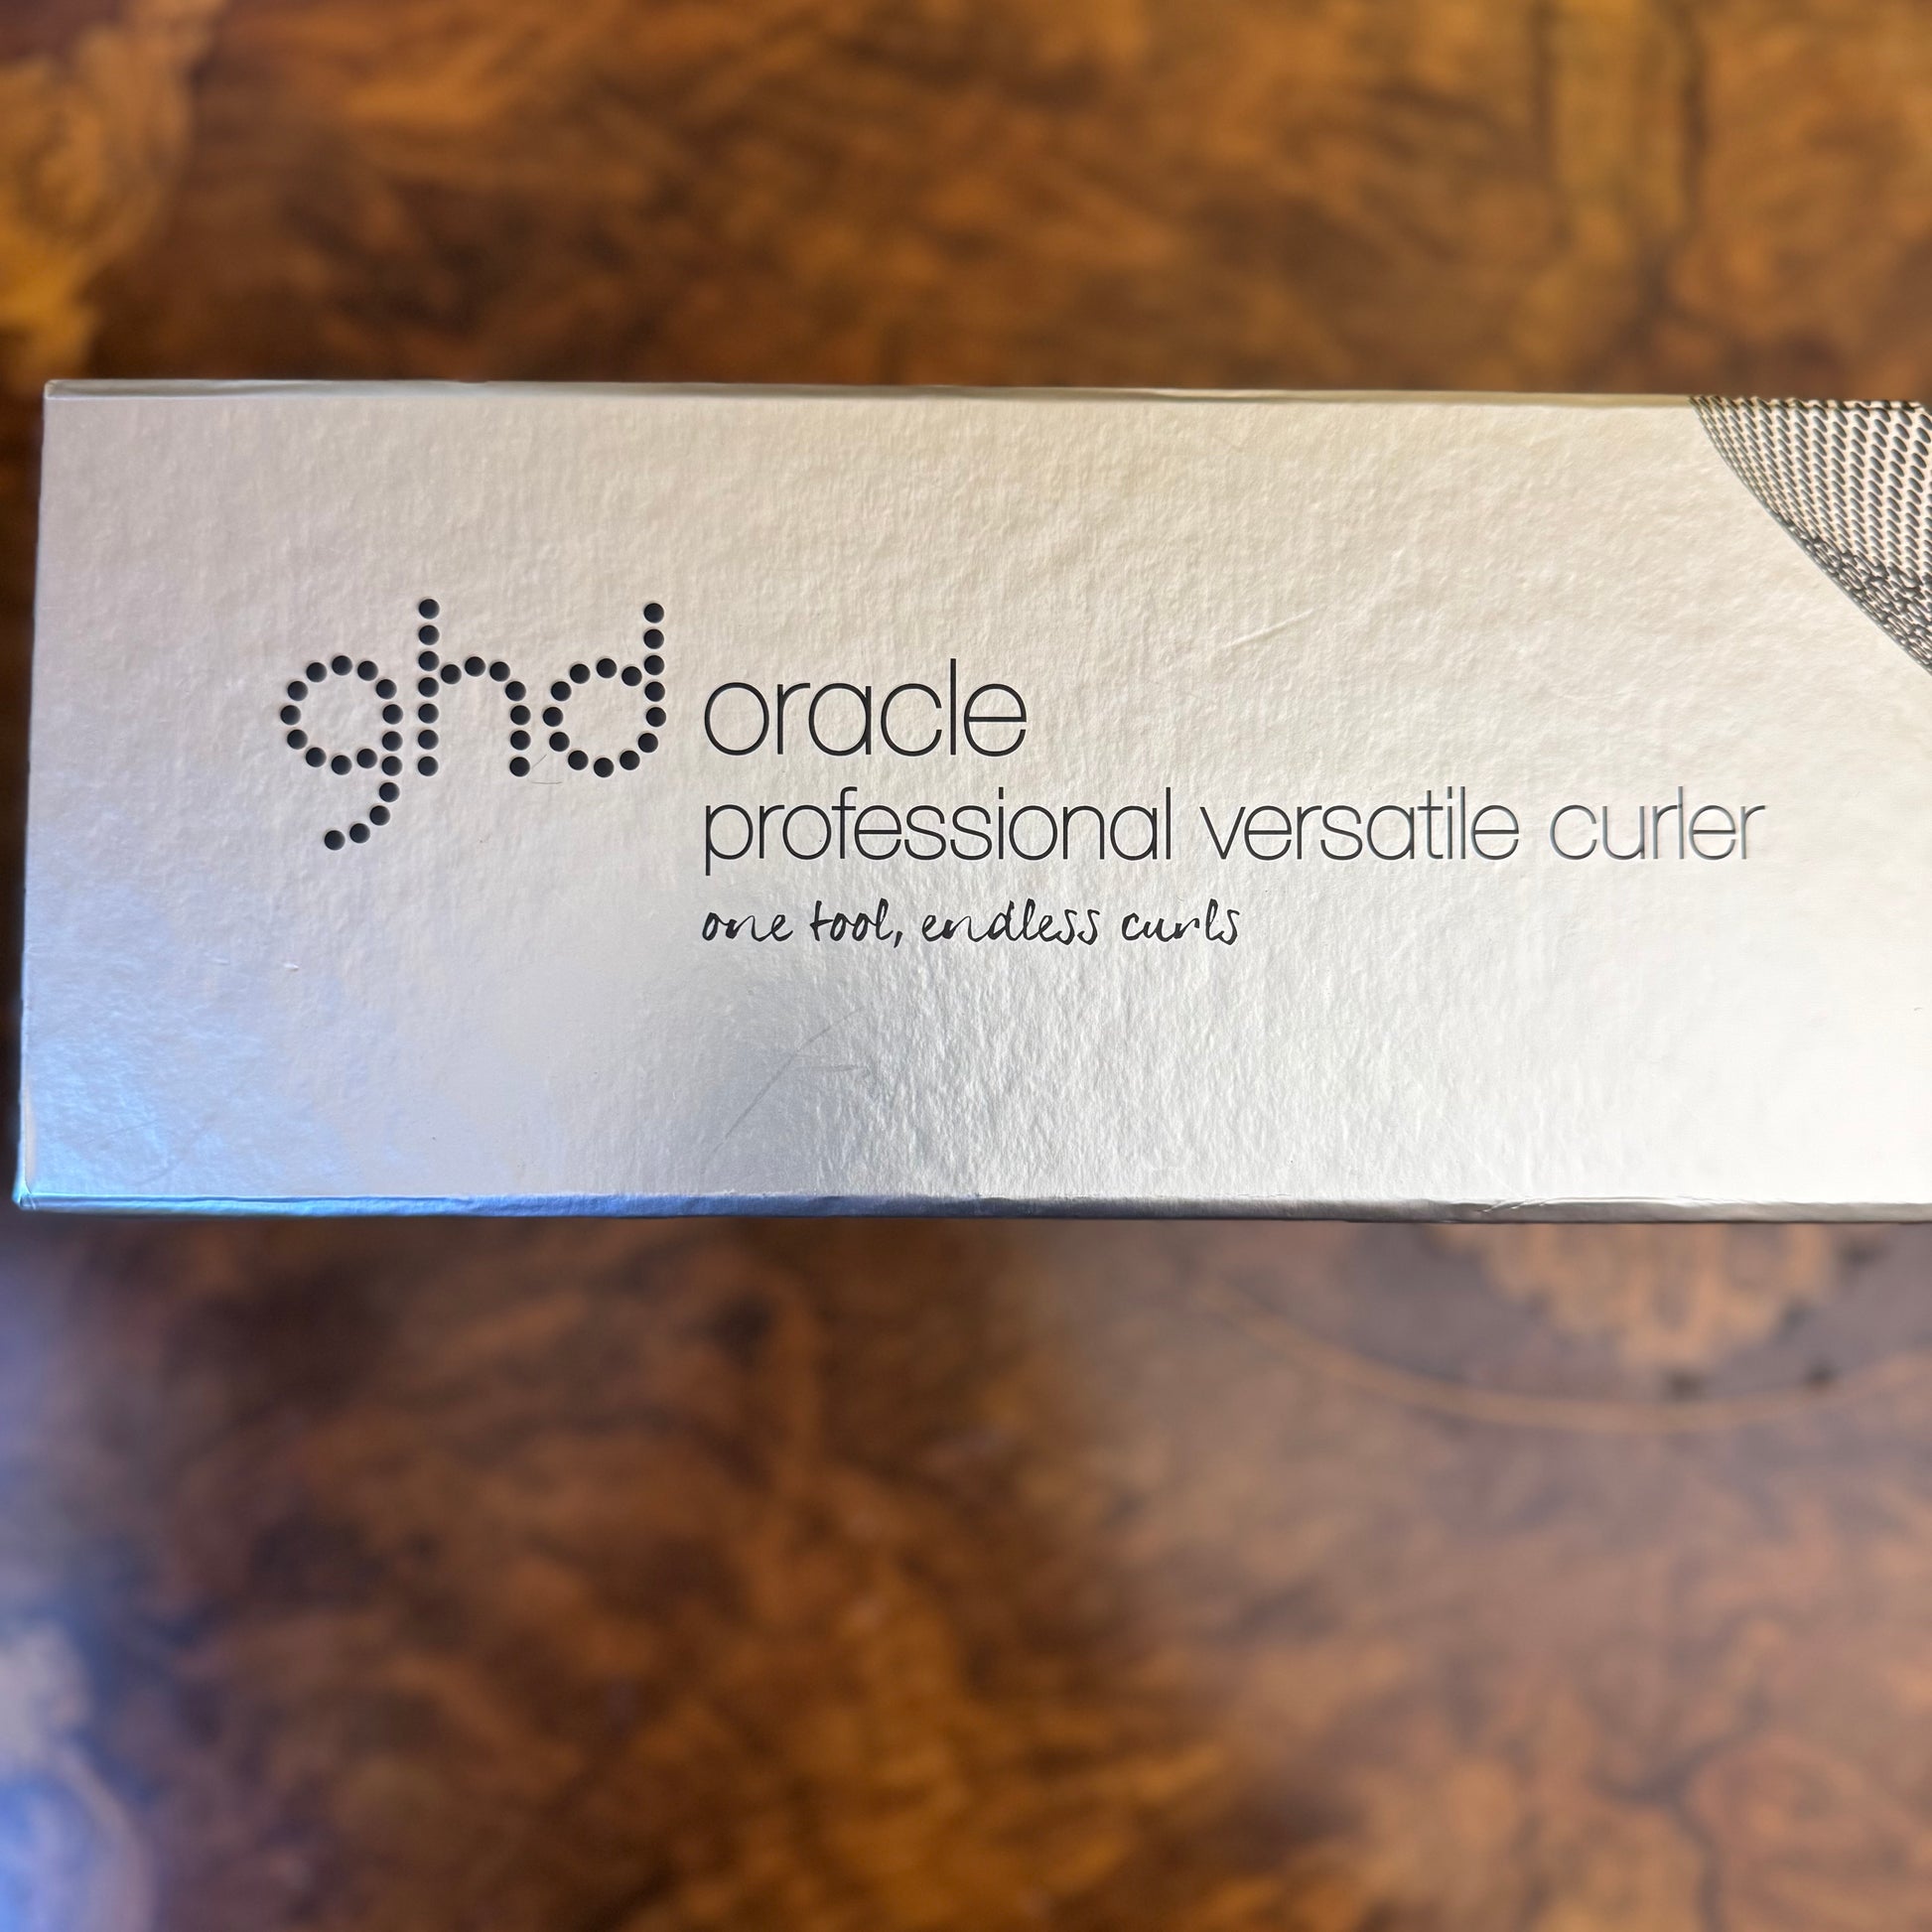 ghd oracle
professional versatile curler
one tool, endless curls